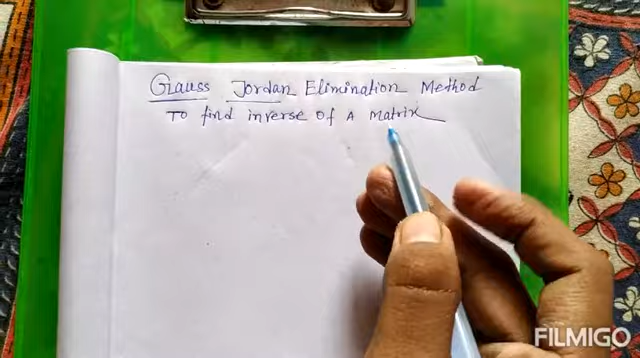 Gauss Jordan Elimination Method
To find inverse of A matrix
FILMIGO